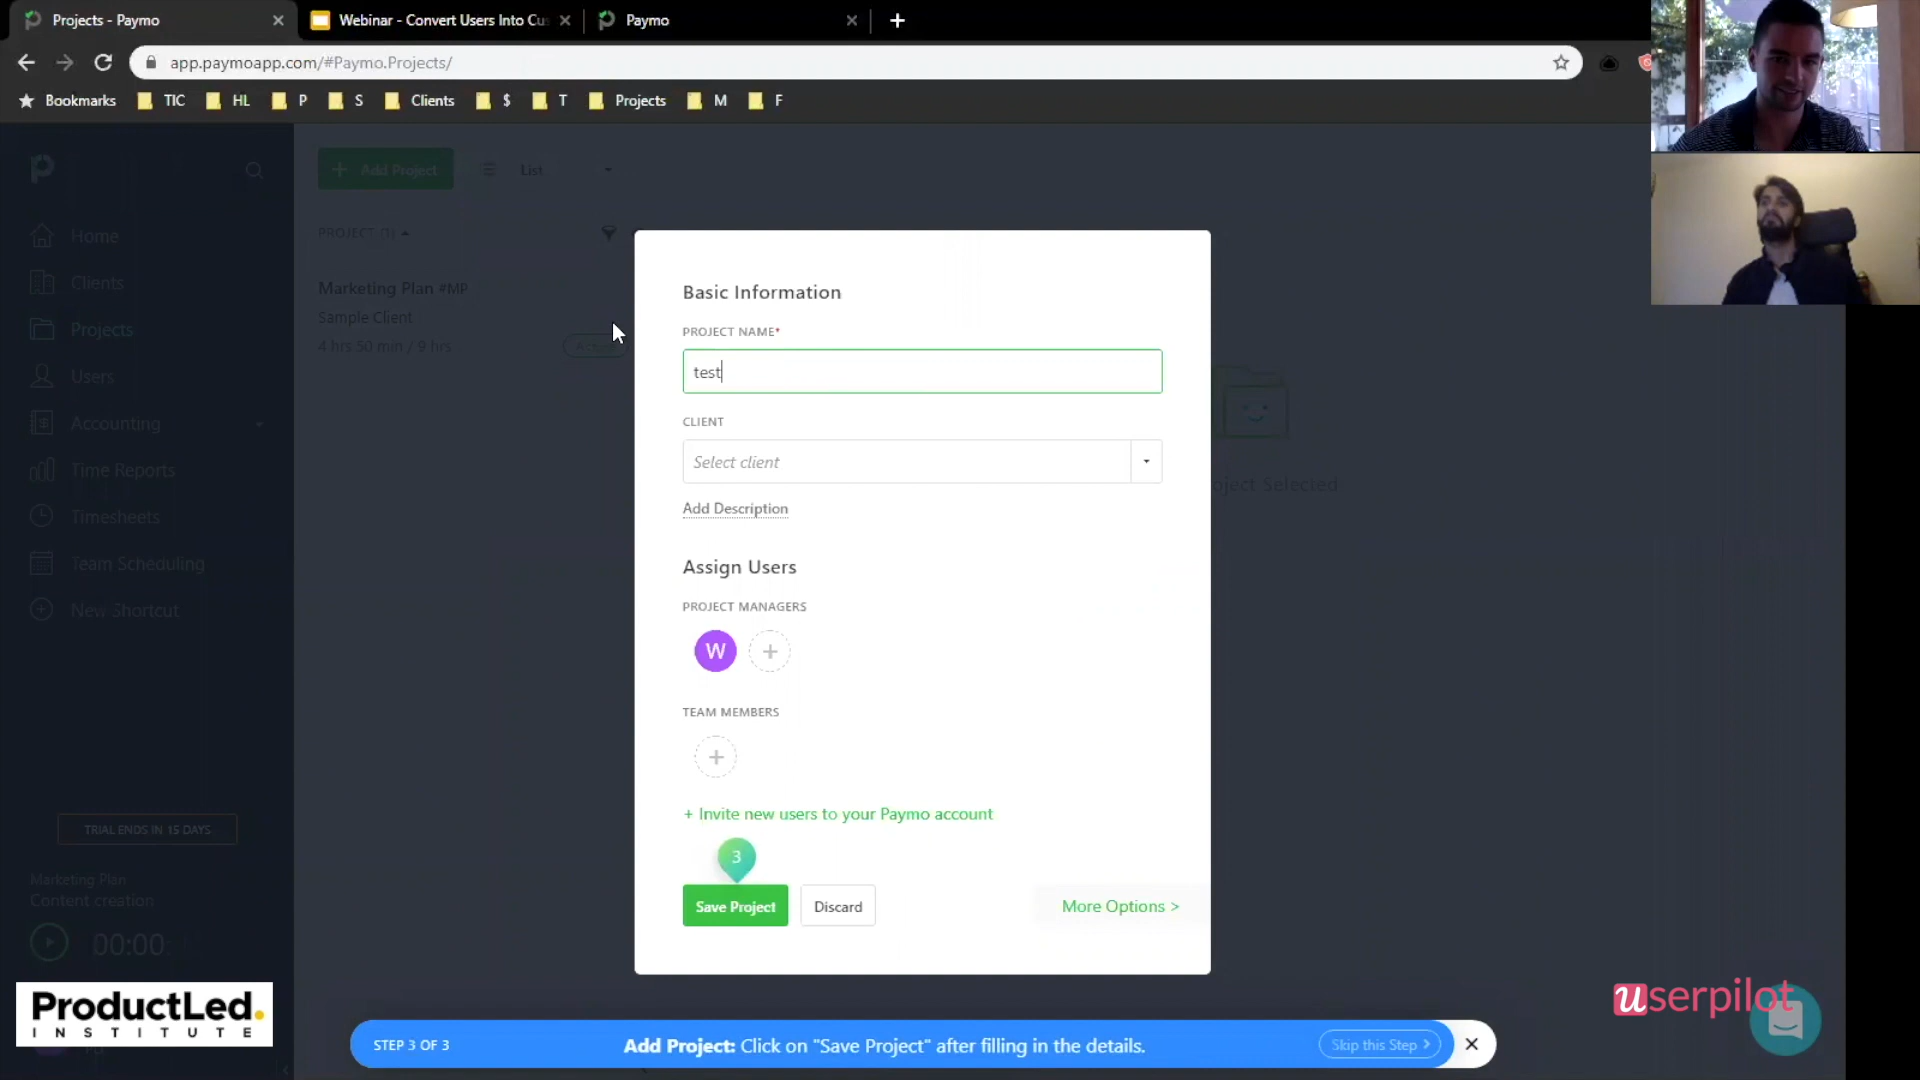 Projects - Paymo
Webinar - Convert Users Into Cu
Paymo
app.paymoapp.com/#Paymo.Projects/
Bookmarks TIC HL P S Clients $ T Projects M F
Add Project List
PROJECT (1)
Marketing Plan #MP
Sample Client
4 hrs 50 min / 9 hrs
Home
Clients
Projects
Users
Accounting
Time Reports
Timesheets
Team Scheduling
New Shortcut
TRIAL ENDS IN 15 DAYS
Marketing Plan
Content creation
00:00:
Basic Information
PROJECT NAME*
test
CLIENT
Select client
Add Description
Assign Users
PROJECT MANAGERS
W +
TEAM MEMBERS
+
+ Invite new users to your Paymo account
3
Save Project Discard More Options >
Selected
ProductLed.
INSTITUTE
userpilot
STEP 3 OF 3 Add Project: Click on "Save Project" after filling in the details. Skip this Step >